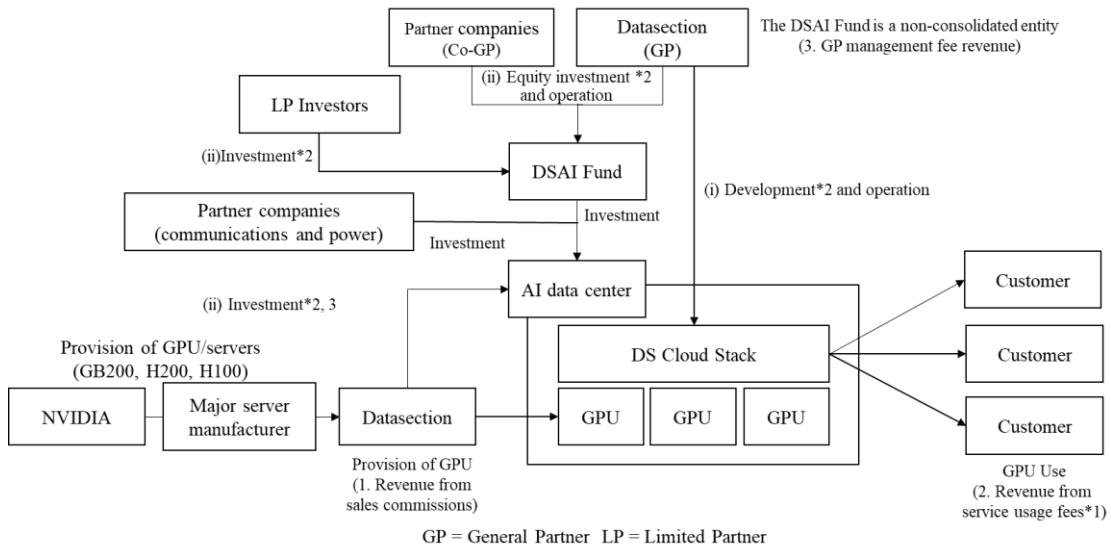 Partner companies
(Co-GP)
Datasection
(GP)
The DSAI Fund is a non-consolidated entity
(3. GP management fee revenue)
(ii) Equity investment *2
and operation
LP Investors
(ii)Investment*2
DSAI Fund
(i) Development*2 and operation
Partner companies
(communications and power)
Investment
Investment
AI data center
Customer
(ii) Investment*2, 3
Provision of GPU/servers
(GB200, H200, H100)
DS Cloud Stack
Customer
NVIDIA
Major server
manufacturer
Datasection
GPU
GPU
GPU
Customer
Provision of GPU
(1. Revenue from
sales commissions)
GPU Use
(2. Revenue from
service usage fees*1)
GP = General Partner LP = Limited Partner